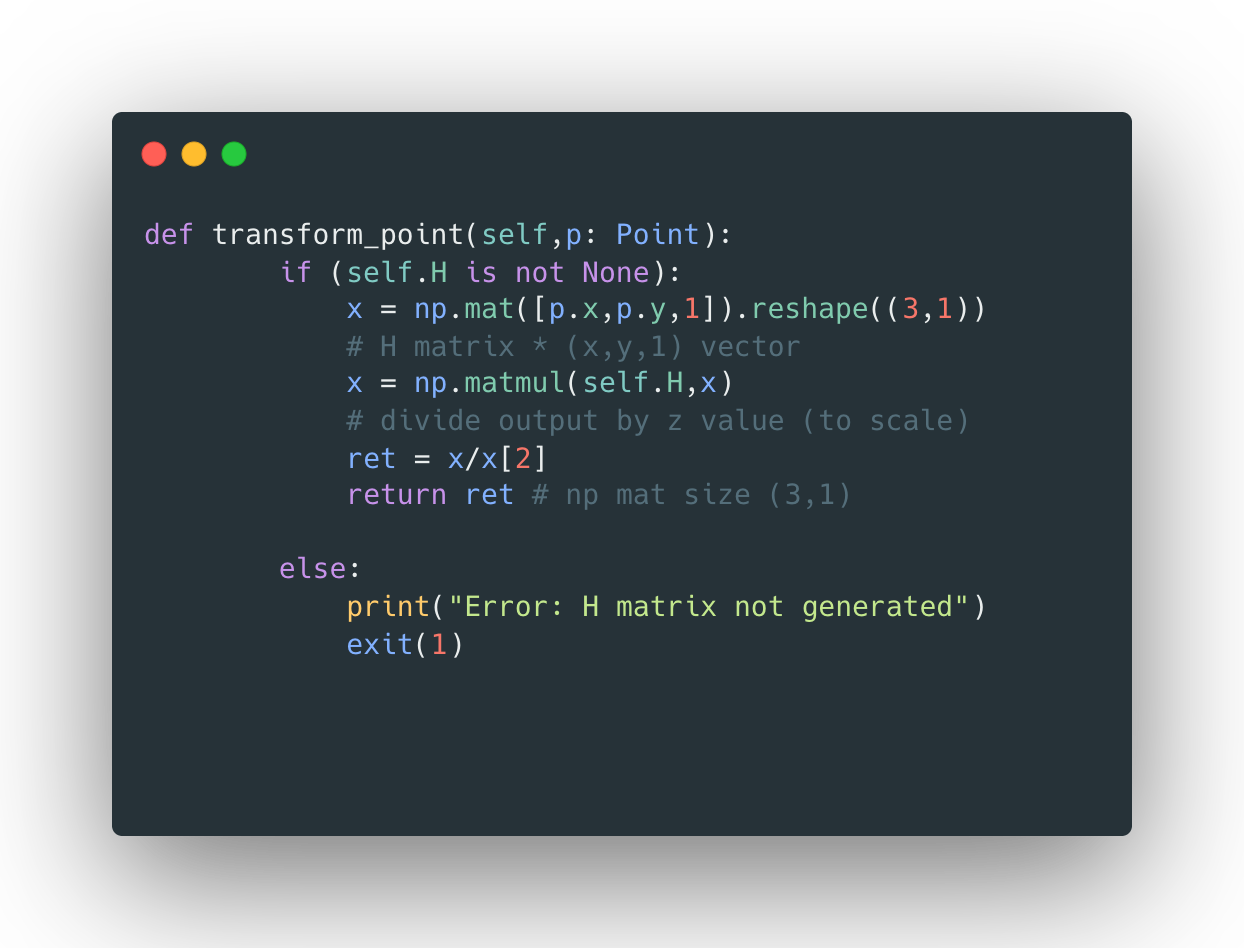 def transform_point(self,p: Point):
        if (self.H is not None):
            x = np.mat([p.x,p.y,1]).reshape((3,1))
            # H matrix * (x,y,1) vector
            x = np.matmul(self.H,x)
            # divide output by z value (to scale)
            ret = x/x[2]
            return ret # np mat size (3,1)

        else:
            print("Error: H matrix not generated")
            exit(1)